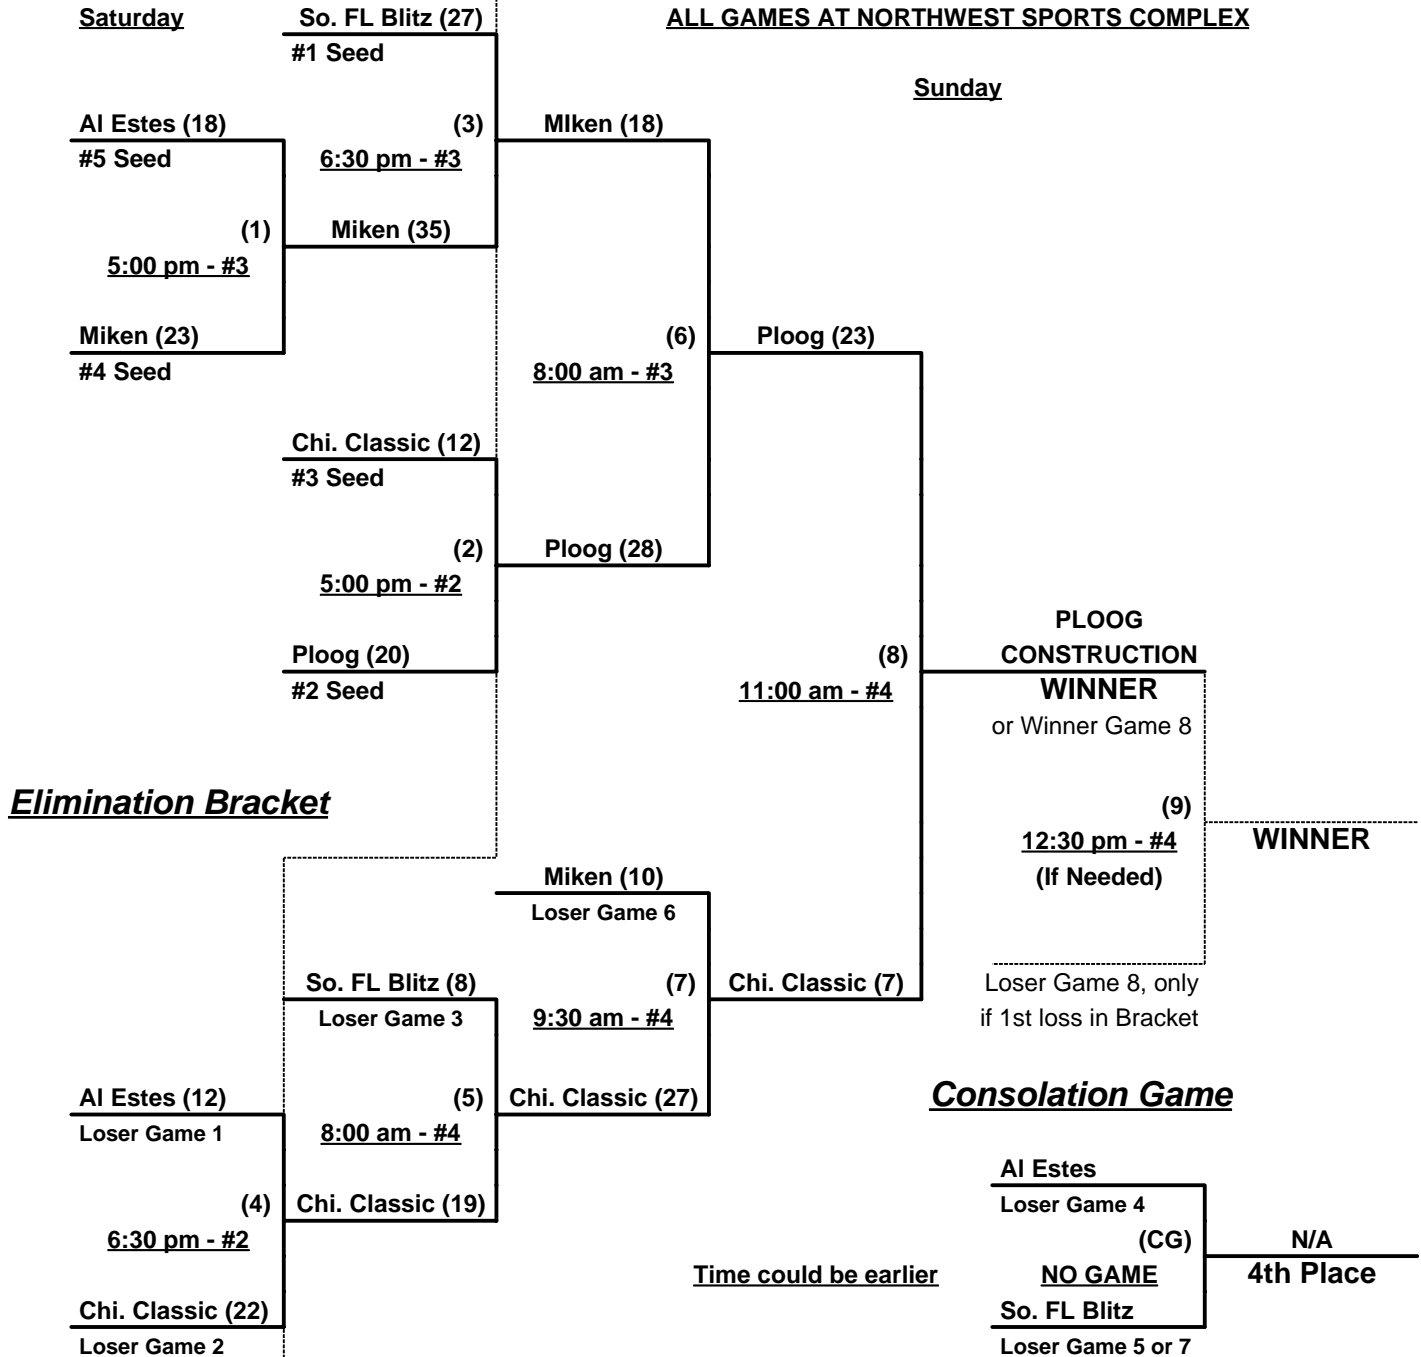 Saturday
So. FL Blitz (27)
ALL GAMES AT NORTHWEST SPORTS COMPLEX
#1 Seed
Sunday
Al Estes (18)
(3)
MIken (18)
#5 Seed
6:30 pm - #3
(1)
Miken (35)
5:00 pm - #3
Miken (23)
(6)
Ploog (23)
#4 Seed
8:00 am - #3
Chi. Classic (12)
#3 Seed
(2)
Ploog (28)
5:00 pm - #2
PLOOG
Ploog (20)
(8)
CONSTRUCTION
#2 Seed
11:00 am - #4
WINNER
or Winner Game 8
Elimination Bracket
(9)
12:30 pm - #4
WINNER
Miken (10)
(If Needed)
Loser Game 6
So. FL Blitz (8)
(7)
Chi. Classic (7)
Loser Game 8, only
Loser Game 3
9:30 am - #4
if 1st loss in Bracket
Al Estes (12)
(5)
Chi. Classic (27)
Consolation Game
Loser Game 1
8:00 am - #4
Al Estes
(4)
Chi. Classic (19)
Loser Game 4
6:30 pm - #2
(CG)
N/A
Time could be earlier
NO GAME
4th Place
Chi. Classic (22)
So. FL Blitz
Loser Game 2
Loser Game 5 or 7